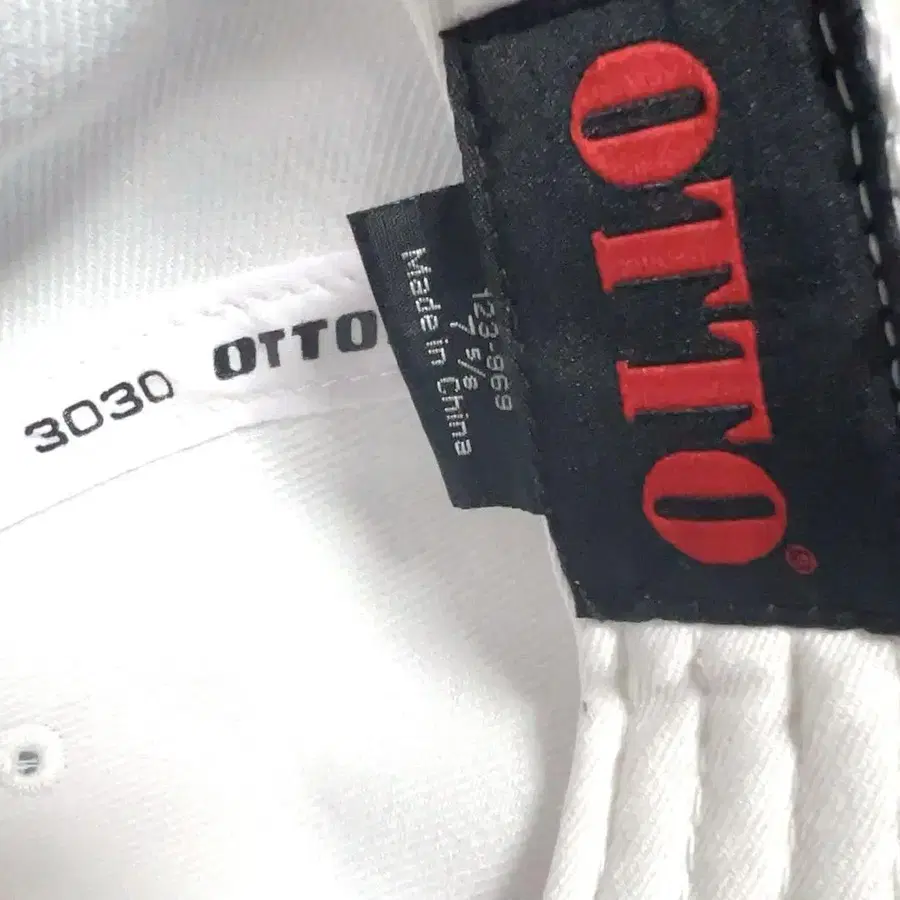 OTTO
®
123-969
7 5/8
Made in China
3030 OTTO